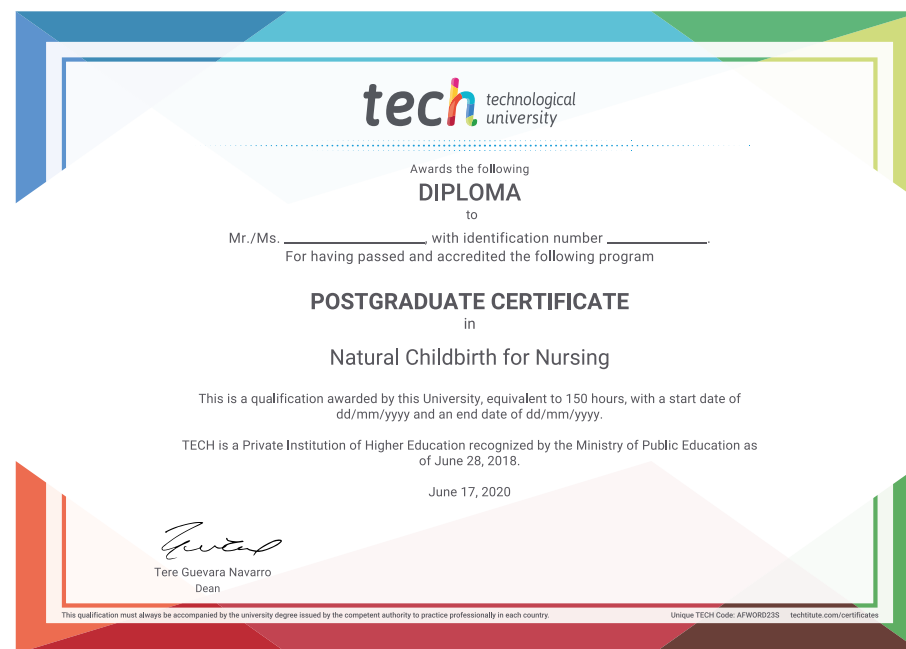 tech technological
university
Awards the following
DIPLOMA
to
Mr./Ms. ____________, with identification number ____________.
For having passed and accredited the following program
POSTGRADUATE CERTIFICATE
in
Natural Childbirth for Nursing
This is a qualification awarded by this University, equivalent to 150 hours, with a start date of
dd/mm/yyyy and an end date of dd/mm/yyyy.
TECH is a Private Institution of Higher Education recognized by the Ministry of Public Education as
of June 28, 2018.
June 17, 2020
Tere Guevara Navarro
Dean
This qualification must always be accompanied by the university degree issued by the competent authority to practice professionally in each country. Unique TECH Code: AFWORD23S techtitute.com/certificates